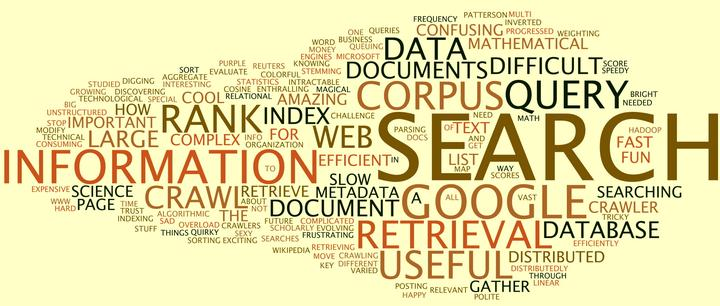 FREQUENCY PATTERSON MULTI
INVERTED
ONE QUERIES CONFUSING PROGRESSED WEIGHTING
WORD BUSINESS DATA MATHEMATICAL
MONEY QUEUING
ENGINES MICROSOFT
PURPLE REUTERS KNOWING DOCUMENTS DIFFICULT SCORE
SORT EVALUATE COLORFUL STEMMING SPEEDY
AGGREGATE STATISTICS INTRACTABLE
STUDIED DIGGING INTERESTING COSINE ENTHRALLING MAGICAL CORPUS QUERY BRIGHT
GROWING DISCOVERING COOL RELATIONAL AMAZING NEEDED
TECHNOLOGICAL SPECIAL
BIG HOW RANK INDEX CHALLENGE NEED MATH
UNSTRUCTURED
STOP IMPORTANT PARSING OF TEXT SEARCH HADOOP
MODIFY LARGE COMPLEX INFO FOR WEB DOCS AND FAST
TECHNICAL ORGANIZATION GET
CONSUMING
INFORMATION TO EFFICIENT IN LIST WAY FUN
MAP SCORES
SLOW
EXPENSIVE SCIENCE CRAWL RETRIEVE METADATA A ALL GOOGLE VAST SEARCHING
WWW PAGE TIME ABOUT DOCUMENT CRAWLER
HARD TRUST NOT
INDEXING ALGORITHMIC THE FUTURE COMPLICATED TRICKY
SAD SCHOLARLY EVOLVING
STUFF OVERLOAD CRAWLERS RETRIEVAL DATABASE
THINGS QUIRKY SEXY FRUSTRATING
SORTING EXCITING SEARCHES EFFICIENTLY
WIKIPEDIA RETRIEVING
MOVE CRAWLING USEFUL DISTRIBUTED
KEY DIFFERENT DISTRIBUTEDLY
VARIED THROUGH
POSTING RELEVANT GATHER LINEAR
HAPPY POLITE